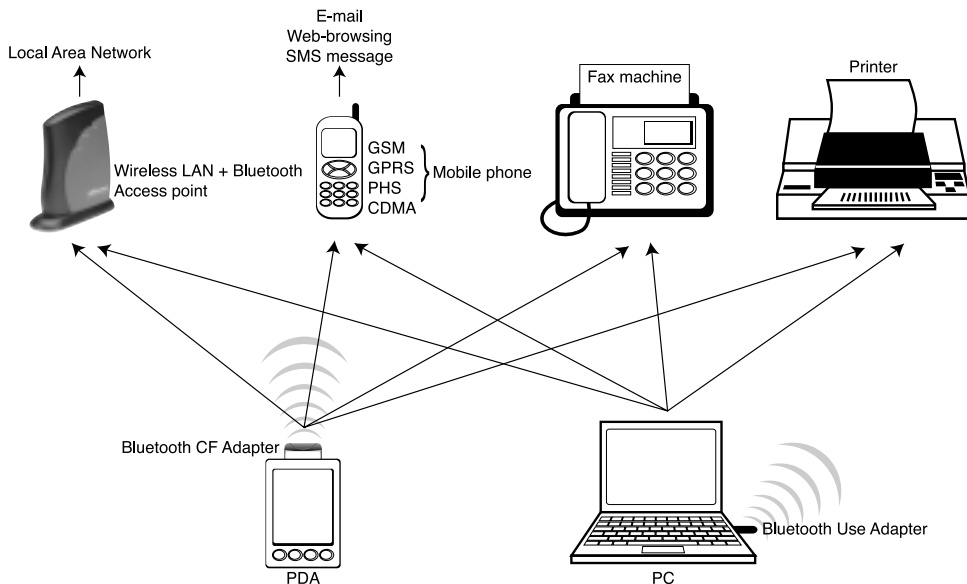 E-mail
Web-browsing
SMS message
Local Area Network
Fax machine
Printer
Wireless LAN + Bluetooth
Access point
GSM
GPRS
PHS
CDMA
Mobile phone
Bluetooth CF Adapter
Bluetooth Use Adapter
PDA
PC